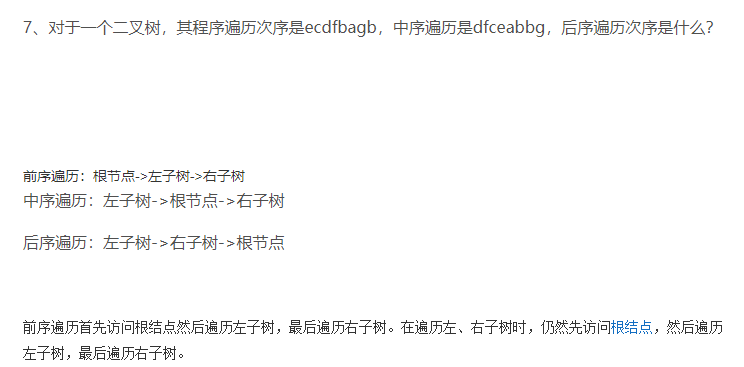 7、对于一个二叉树，其程序遍历次序是ecdfbagb，中序遍历是dfceabbg，后序遍历次序是什么？
前序遍历：根节点->左子树->右子树
中序遍历：左子树->根节点->右子树
后序遍历：左子树->右子树->根节点
前序遍历首先访问根结点然后遍历左子树，最后遍历右子树。在遍历左、右子树时，仍然先访问根结点，然后遍历
左子树，最后遍历右子树。